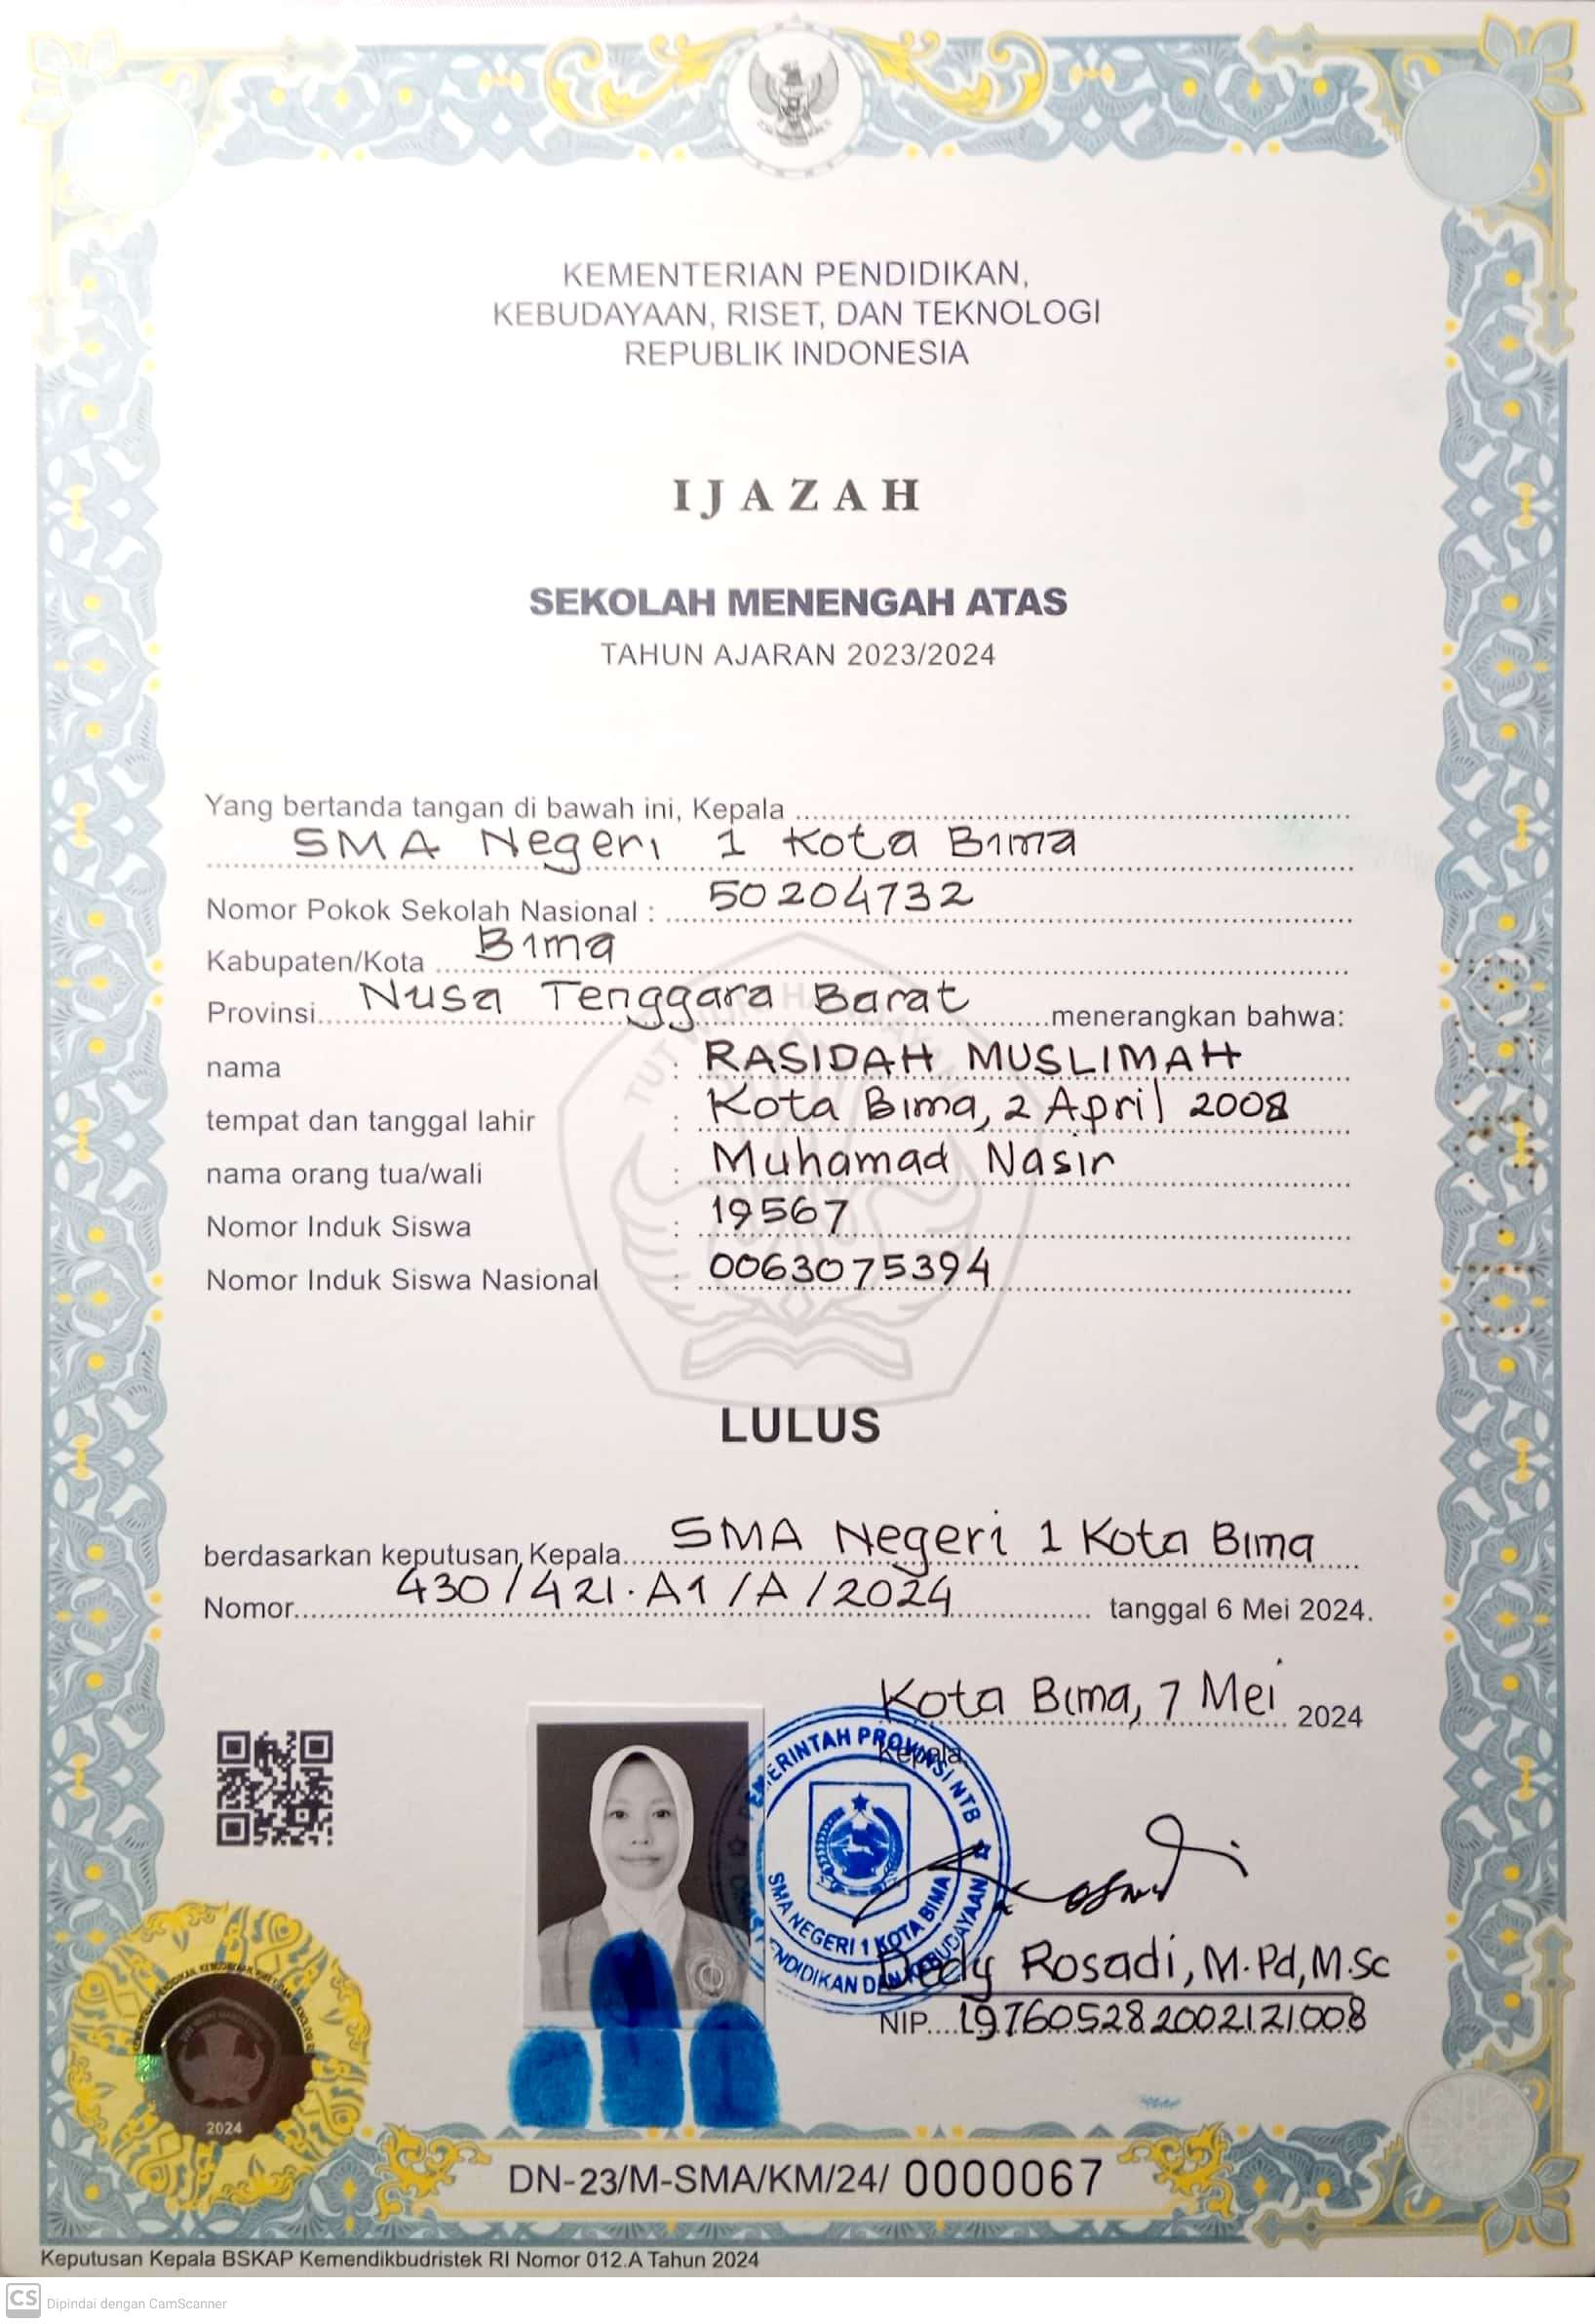 KEMENTERIAN PENDIDIKAN,
KEBUDAYAAN, RISET, DAN TEKNOLOGI
REPUBLIK INDONESIA
IJAZAH
SEKOLAH MENENGAH ATAS
TAHUN AJARAN 2023/2024
Yang bertanda tangan di bawah ini, Kepala
SMA Negeri 1 Kota Bima
Nomor Pokok Sekolah Nasional : 50204732
Kabupaten/Kota Bima
Provinsi Nusa Tenggara Barat menerangkan bahwa:
nama : RASIDAH MUSLIMAH
tempat dan tanggal lahir : Kota Bima, 2 April 2008
nama orang tua/wali : Muhamad Nasir
Nomor Induk Siswa : 19567
Nomor Induk Siswa Nasional : 0063075394
LULUS
berdasarkan keputusan Kepala SMA Negeri 1 Kota Bima
Nomor 430/421.A1/A/2024 tanggal 6 Mei 2024.
Kota Bima, 7 Mei 2024
Kepala
PEMERINTAH PROVINSI NTB
SMA NEGERI 1 KOTA BIMA
PENDIDIKAN DAN KEBUDAYAAN
Dedy Rosadi, M.Pd, M.Sc
NIP. 197605282002121008
2024
DN-23/M-SMA/KM/24/ 0000067
Keputusan Kepala BSKAP Kemendikbudristek RI Nomor 012.A Tahun 2024
CS Dipindai dengan CamScanner